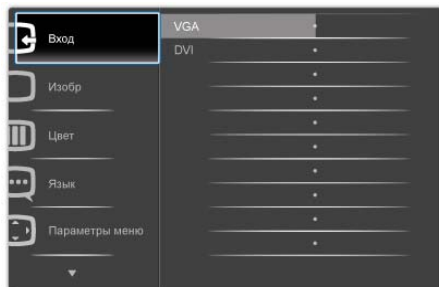 Вход
VGA
DVI
Изобр
Цвет
Язык
Параметры меню